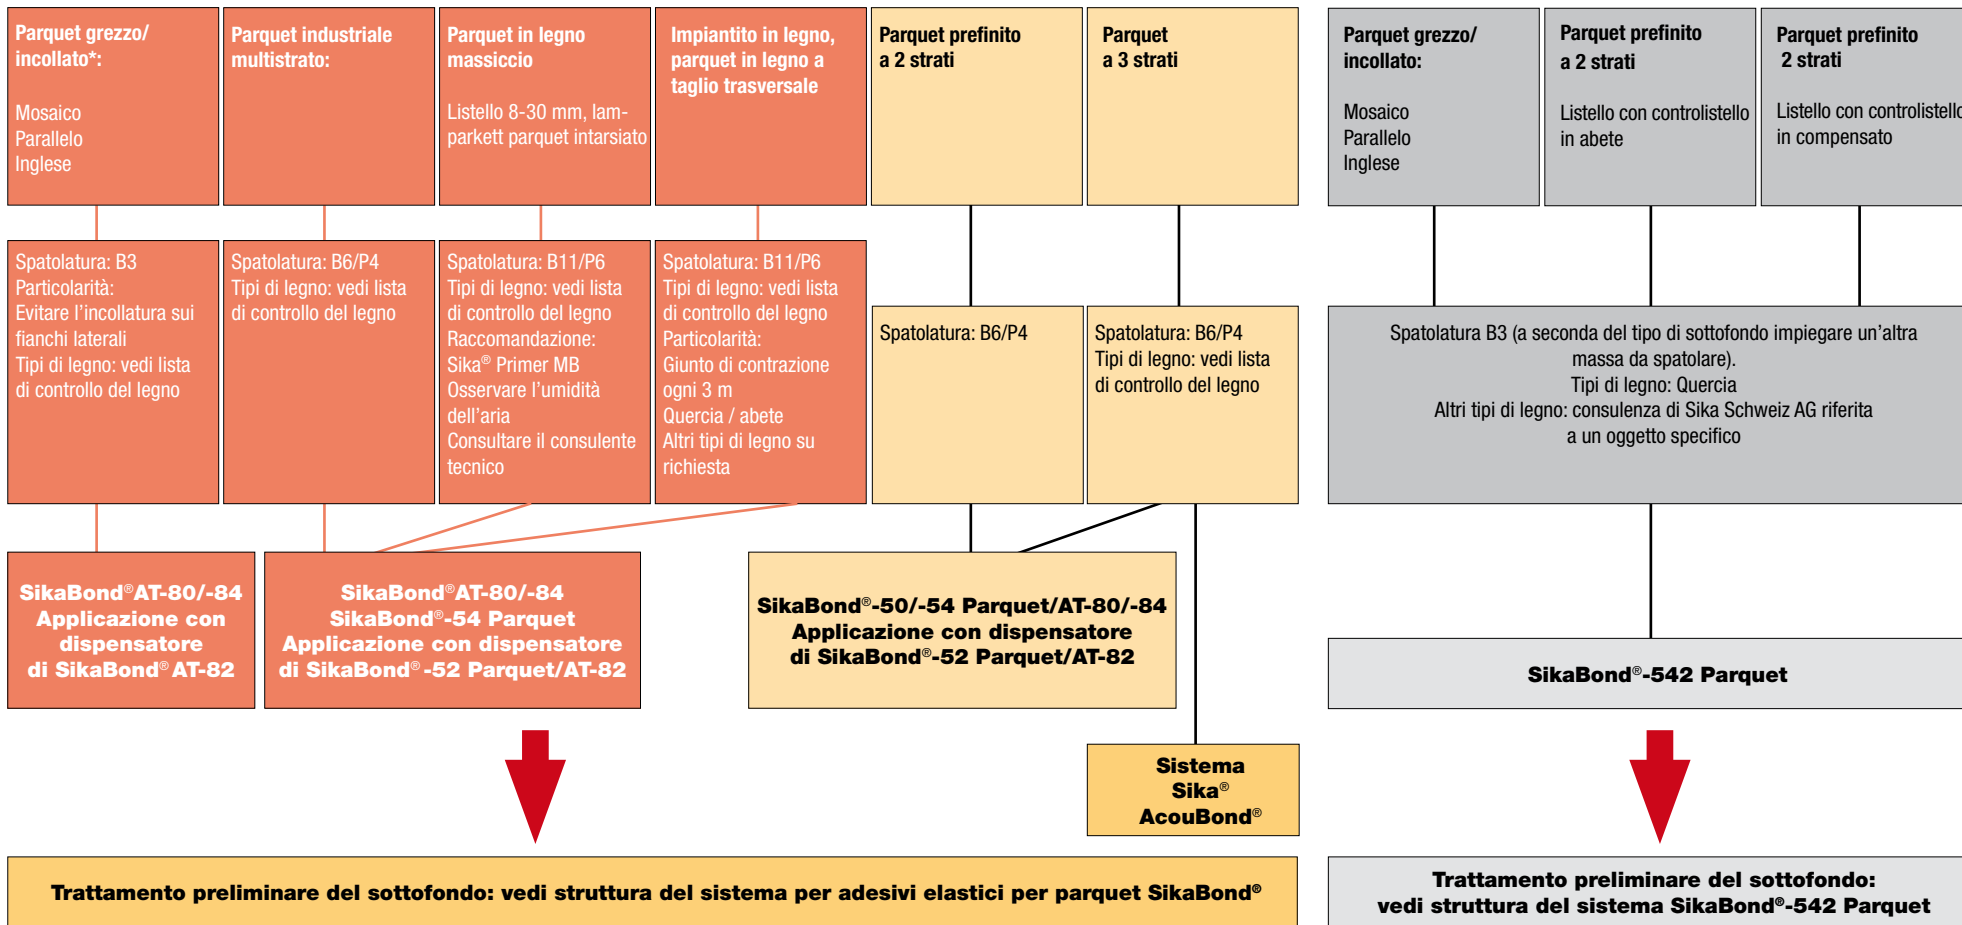 Parquet grezzo/
incollato*:
Mosaico
Parallelo
Inglese
Parquet industriale
multistrato:
Parquet in legno
massiccio
Listello 8-30 mm, lam-
parkett parquet intarsiato
Impiantito in legno,
parquet in legno a
taglio trasversale
Parquet prefinito
a 2 strati
Parquet
a 3 strati
Parquet grezzo/
incollato:
Mosaico
Parallelo
Inglese
Parquet prefinito
a 2 strati
Listello con controlistello
in abete
Parquet prefinito
2 strati
Listello con controlistello
in compensato
Spatolatura: B3
Particolarità:
Evitare l’incollatura sui
fianchi laterali
Tipi di legno: vedi lista
di controllo del legno
Spatolatura: B6/P4
Tipi di legno: vedi lista
di controllo del legno
Spatolatura: B11/P6
Tipi di legno: vedi lista
di controllo del legno
Raccomandazione:
Sika® Primer MB
Osservare l’umidità
dell’aria
Consultare il consulente
tecnico
Spatolatura: B11/P6
Tipi di legno: vedi lista
di controllo del legno
Particolarità:
Giunto di contrazione
ogni 3 m
Quercia / abete
Altri tipi di legno su
richiesta
Spatolatura: B6/P4
Spatolatura: B6/P4
Tipi di legno: vedi lista
di controllo del legno
Spatolatura B3 (a seconda del tipo di sottofondo impiegare un’altra
massa da spatolare).
Tipi di legno: Quercia
Altri tipi di legno: consulenza di Sika Schweiz AG riferita
a un oggetto specifico
SikaBond®AT-80/-84
Applicazione con
dispensatore
di SikaBond® AT-82
SikaBond®AT-80/-84
SikaBond®-54 Parquet
Applicazione con dispensatore
di SikaBond® -52 Parquet/AT-82
SikaBond®-50/-54 Parquet/AT-80/-84
Applicazione con dispensatore
di SikaBond®-52 Parquet/AT-82
SikaBond®-542 Parquet
Sistema
Sika®
AcouBond®
Trattamento preliminare del sottofondo: vedi struttura del sistema per adesivi elastici per parquet SikaBond®
Trattamento preliminare del sottofondo:
vedi struttura del sistema SikaBond®-542 Parquet